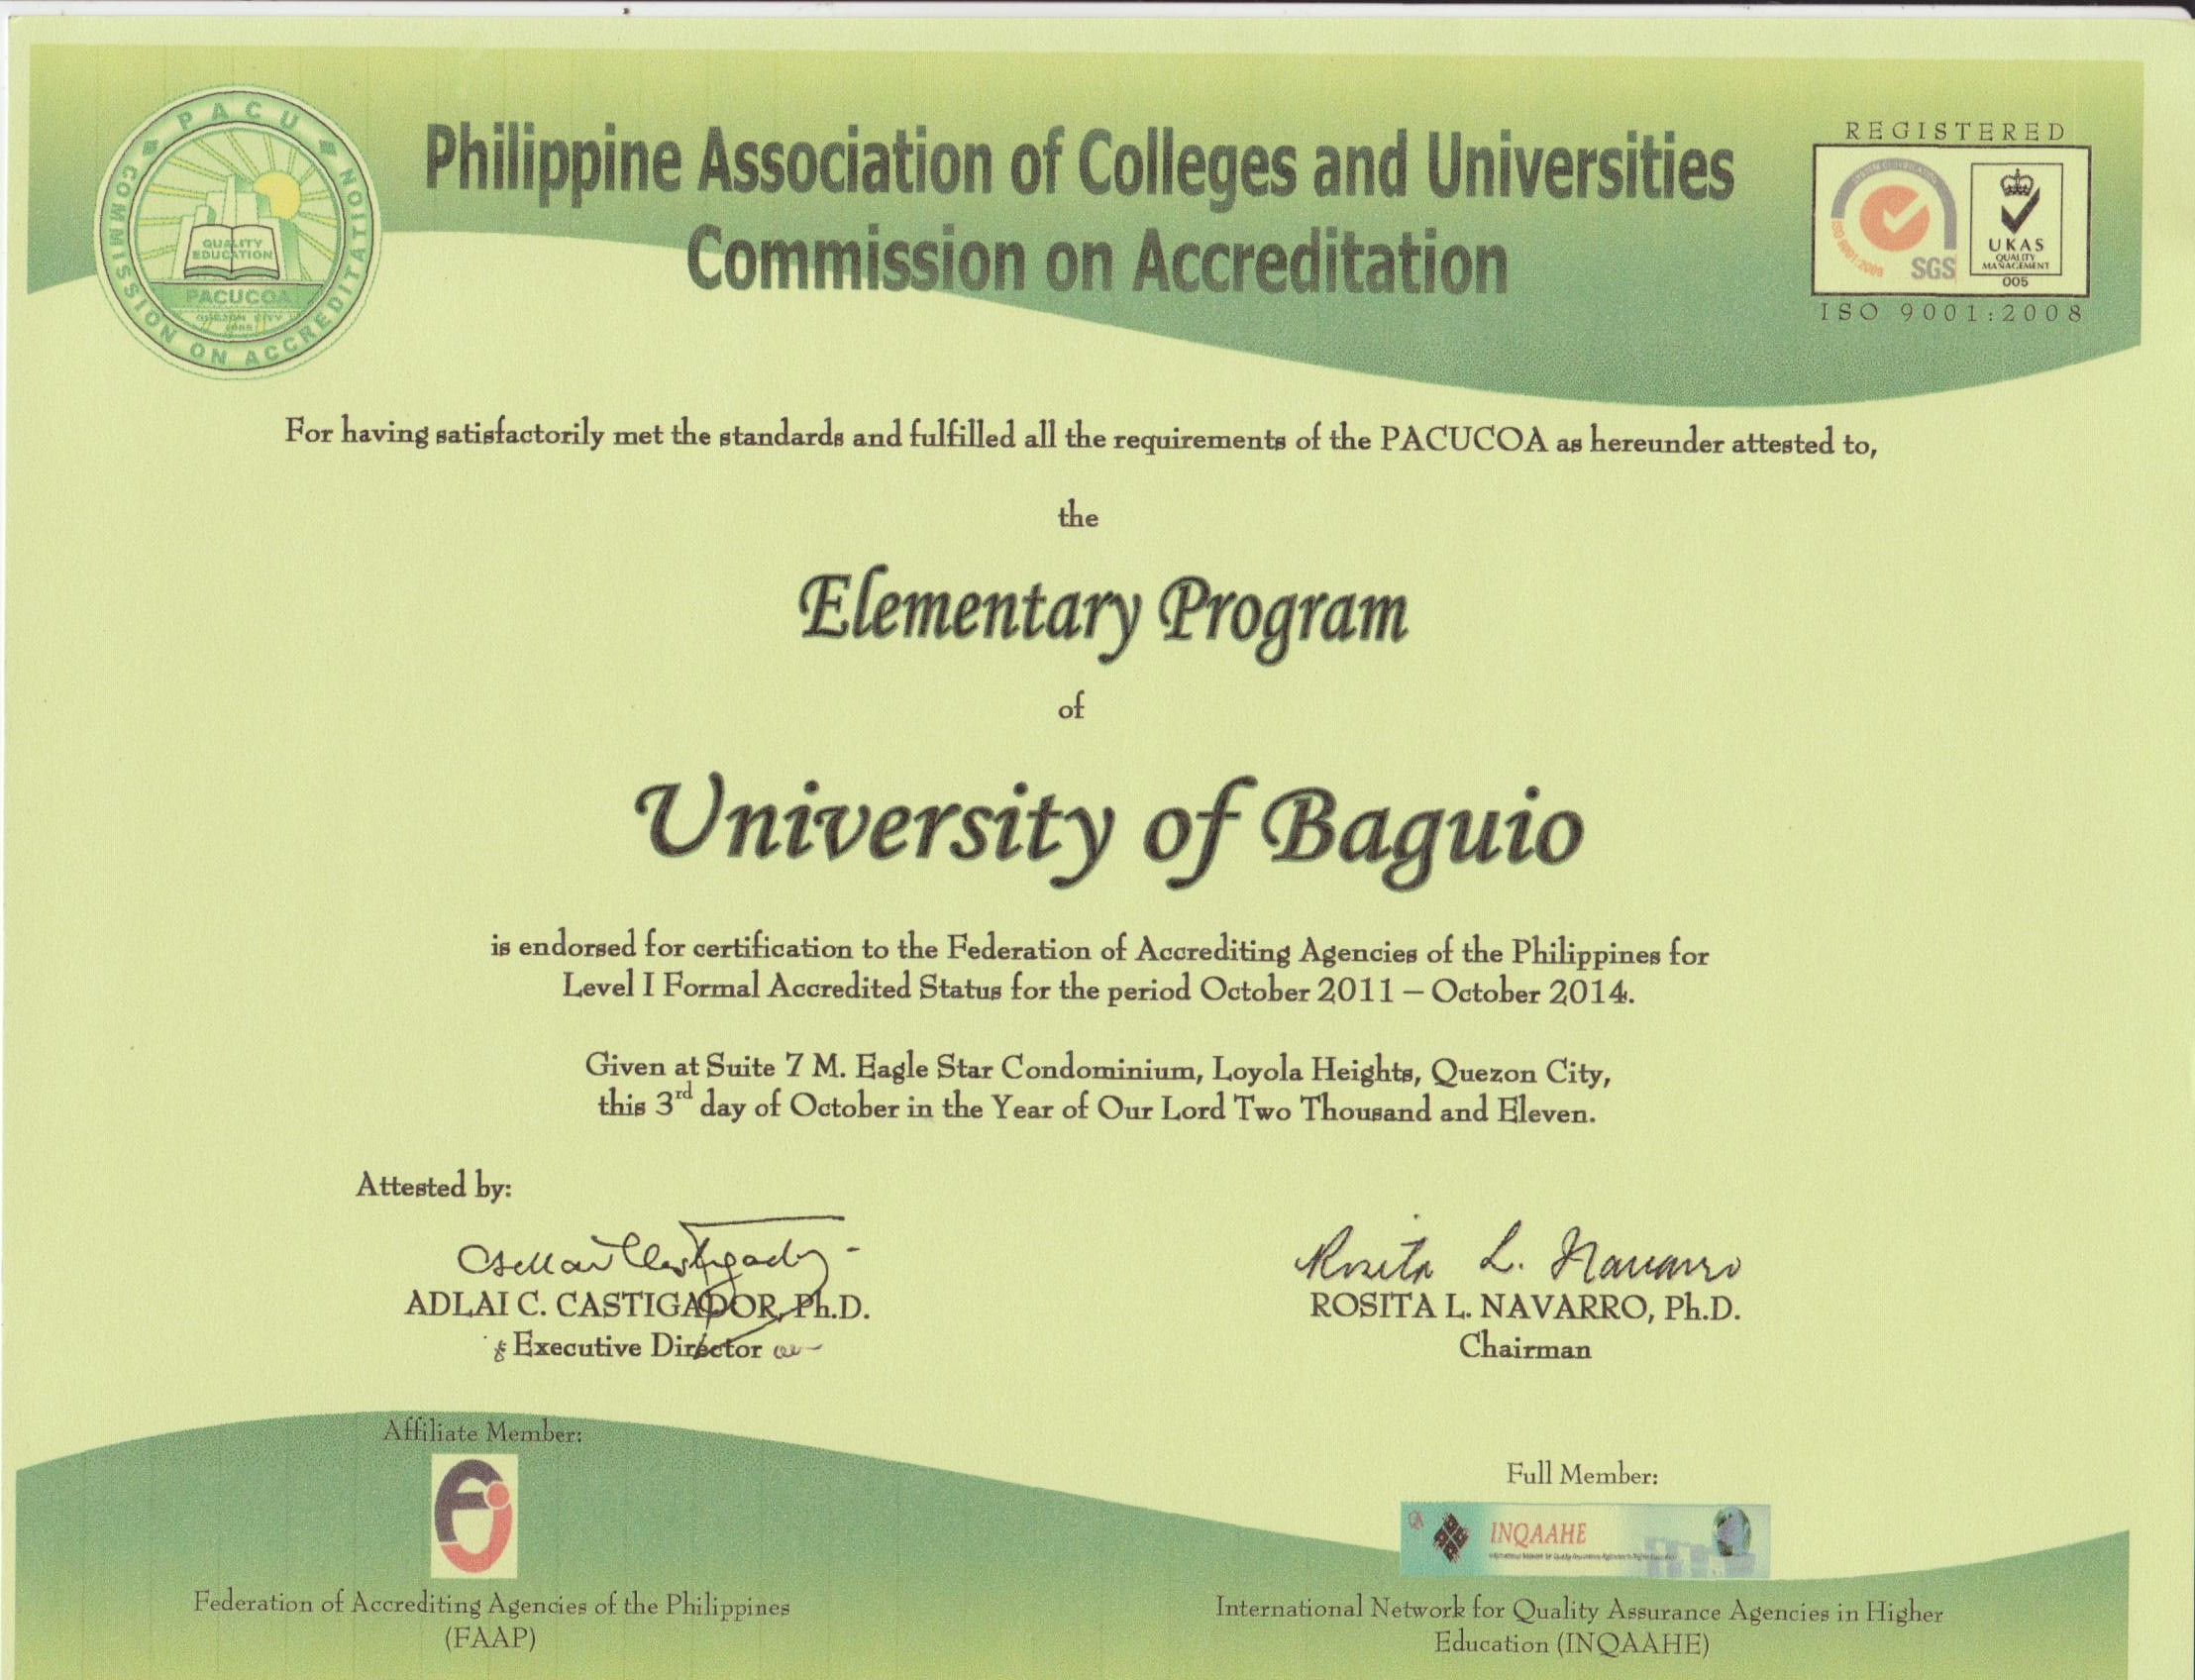 PACU
COMMISSION ON ACCREDITATION
QUALITY
EDUCATION
PACUCOA
QUEZON CITY
Philippine Association of Colleges and Universities
Commission on Accreditation
REGISTERED
ISO 9001:2008
SGS
UKAS
QUALITY
MANAGEMENT
005
ISO 9001:2008
For having satisfactorily met the standards and fulfilled all the requirements of the PACUCOA as hereunder attested to,
the
Elementary Program
of
University of Baguio
is endorsed for certification to the Federation of Accrediting Agencies of the Philippines for
Level I Formal Accredited Status for the period October 2011 – October 2014.
Given at Suite 7 M. Eagle Star Condominium, Loyola Heights, Quezon City,
this 3rd day of October in the Year of Our Lord Two Thousand and Eleven.
Attested by:
Rosita L. Navarro
ADLAI C. CASTIGADOR, Ph.D.
Executive Director
ROSITA L. NAVARRO, Ph.D.
Chairman
Affiliate Member:
Federation of Accrediting Agencies of the Philippines
(FAAP)
Full Member:
INQAAHE
International Network for Quality Assurance Agencies in Higher
Education (INQAAHE)